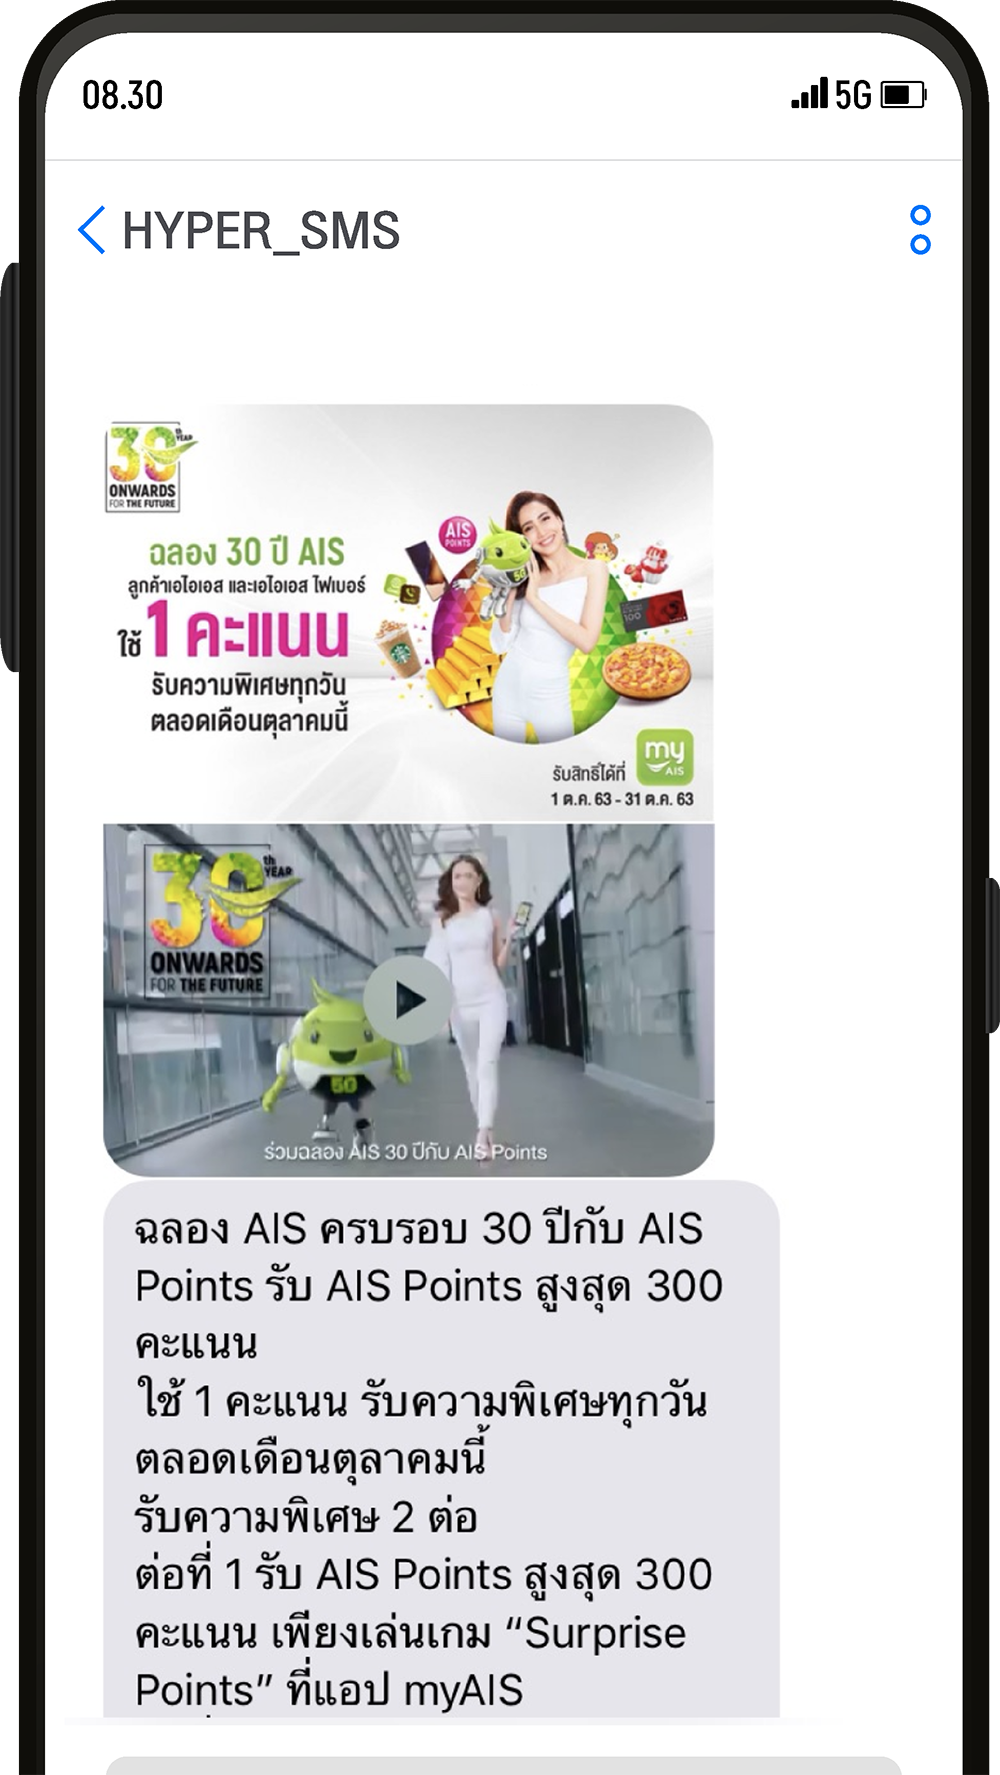 08.30
5G
HYPER_SMS
30th YEAR
ONWARDS
FOR THE FUTURE
ฉลอง 30 ปี AIS
ลูกค้าเอไอเอส และเอไอเอส ไฟเบอร์
ใช้ 1 คะแนน
รับความพิเศษทุกวัน
ตลอดเดือนตุลาคมนี้
AIS
POINTS
5G
100
รับสิทธิ์ได้ที่
my
AIS
1 ต.ค. 63 - 31 ต.ค. 63
30th YEAR
ONWARDS
FOR THE FUTURE
5G
ร่วมฉลอง AIS 30 ปีกับ AIS Points
ฉลอง AIS ครบรอบ 30 ปีกับ AIS
Points รับ AIS Points สูงสุด 300
คะแนน
ใช้ 1 คะแนน รับความพิเศษทุกวัน
ตลอดเดือนตุลาคมนี้
รับความพิเศษ 2 ต่อ
ต่อที่ 1 รับ AIS Points สูงสุด 300
คะแนน เพียงเล่นเกม “Surprise
Points” ที่แอป myAIS